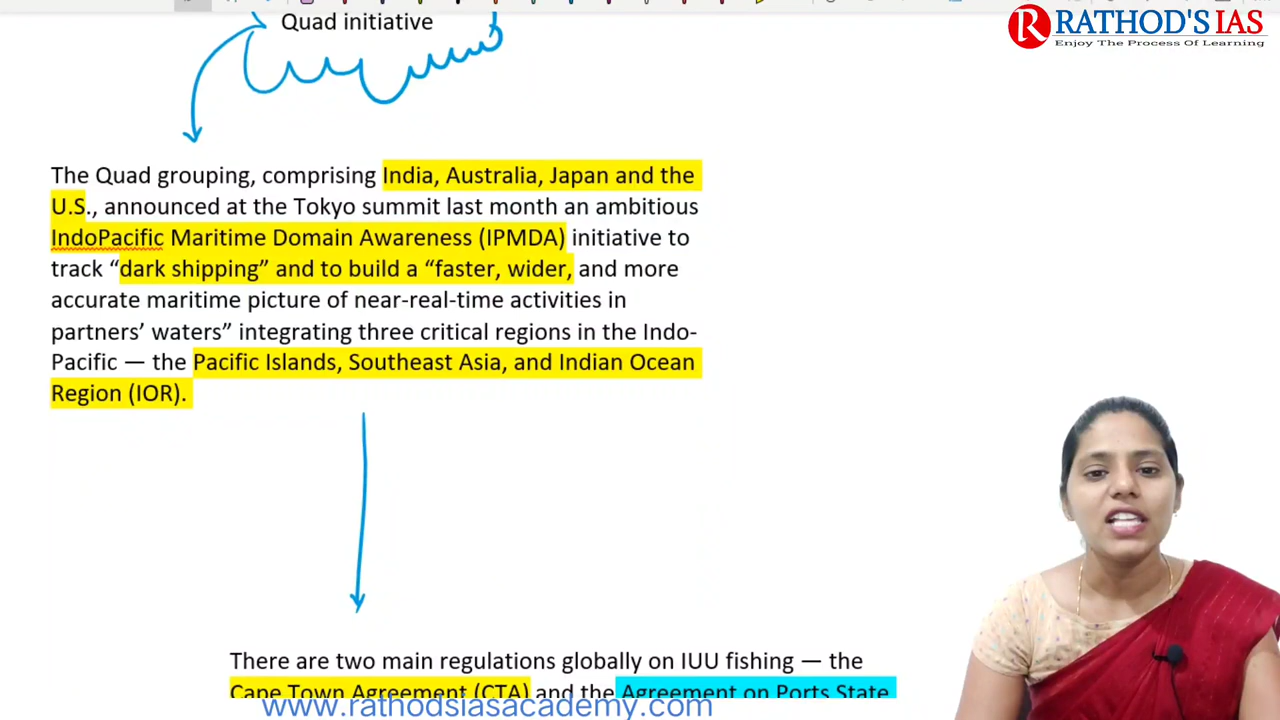 Quad initiative
RATHOD'S IAS
Enjoy The Process Of Learning
The Quad grouping, comprising India, Australia, Japan and the
U.S., announced at the Tokyo summit last month an ambitious
IndoPacific Maritime Domain Awareness (IPMDA) initiative to
track “dark shipping” and to build a “faster, wider, and more
accurate maritime picture of near-real-time activities in
partners’ waters” integrating three critical regions in the Indo-
Pacific — the Pacific Islands, Southeast Asia, and Indian Ocean
Region (IOR).
There are two main regulations globally on IUU fishing — the
Cape Town Agreement (CTA) and the Agreement on Ports State
www.rathodsiasacademy.com